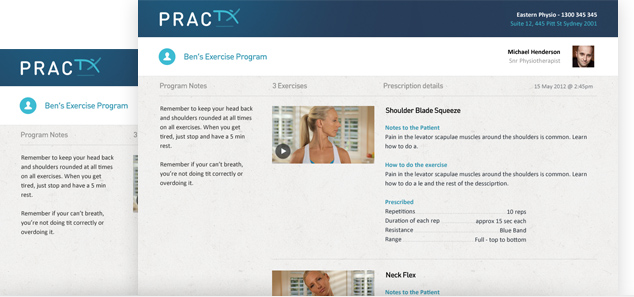 PRACTX
Eastern Physio - 1300 345 345
Suite 12, 445 Pitt St Sydney 2001
Ben's Exercise Program
Michael Henderson
Snr Physiotherapist
Program Notes
3 Exercises
Prescription details
15 May 2012 @ 2:45pm
Remember to keep your head back
and shoulders rounded at all times
on all exercises. When you get
tired, just stop and have a 5 min
rest.
Remember if your can't breath,
you're not doing tit correctly or
overdoing it.
Shoulder Blade Squeeze
Notes to the Patient
Pain in the levator scapulae muscles around the shoulders is common. Learn
how to do a.
How to do the exercise
Pain in the levator scapulae muscles around the shoulders is common. Learn
how to do a le and the rest of the dessciprtion.
Prescribed
Repetitions 10 reps
Duration of each rep approx 15 sec each
Resistance Blue Band
Range Full - top to bottom
Neck Flex
Notes to the Patient
PRACTX
Ben's Exercise Program
Program Notes
3
Remember to keep your head back
and shoulders rounded at all times
on all exercises. When you get
tired, just stop and have a 5 min
rest.
Remember if your can't breath,
you're not doing tit correctly or
overdoing it.